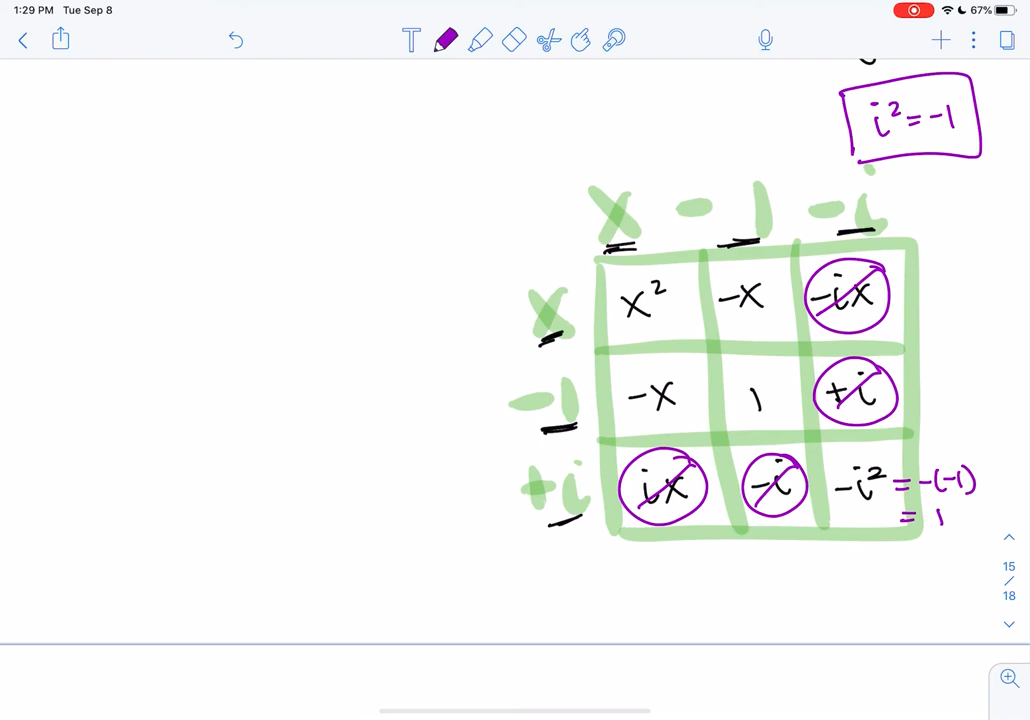 1:29 PM Tue Sep 8
67%
T
i² = -1
x - 1 - i
x x² -x -ix
-1 -x 1 +i
+i ix -i -i² = -(-1)
= 1
15
/
18